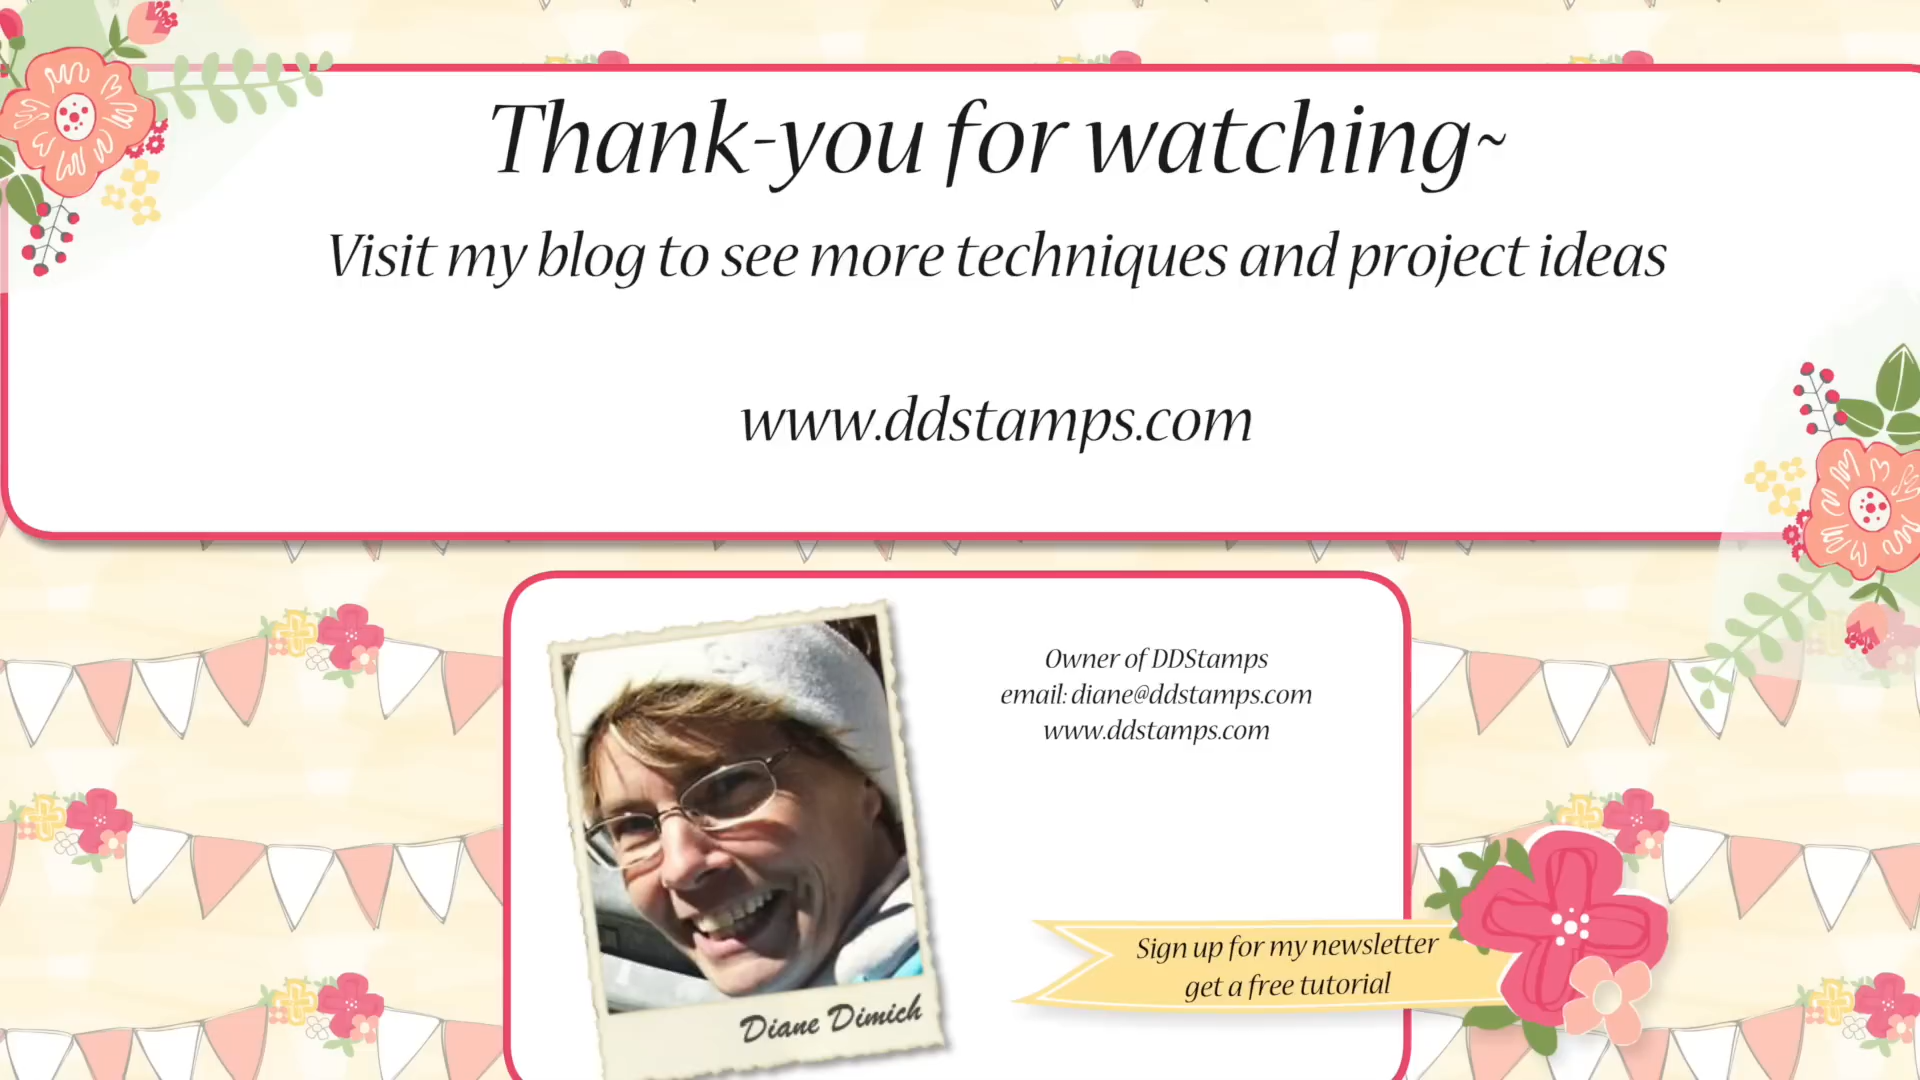 Thank-you for watching~
Visit my blog to see more techniques and project ideas
www.ddstamps.com
Owner of DDStamps
email: diane@ddstamps.com
www.ddstamps.com
Sign up for my newsletter
get a free tutorial
Diane Dimich